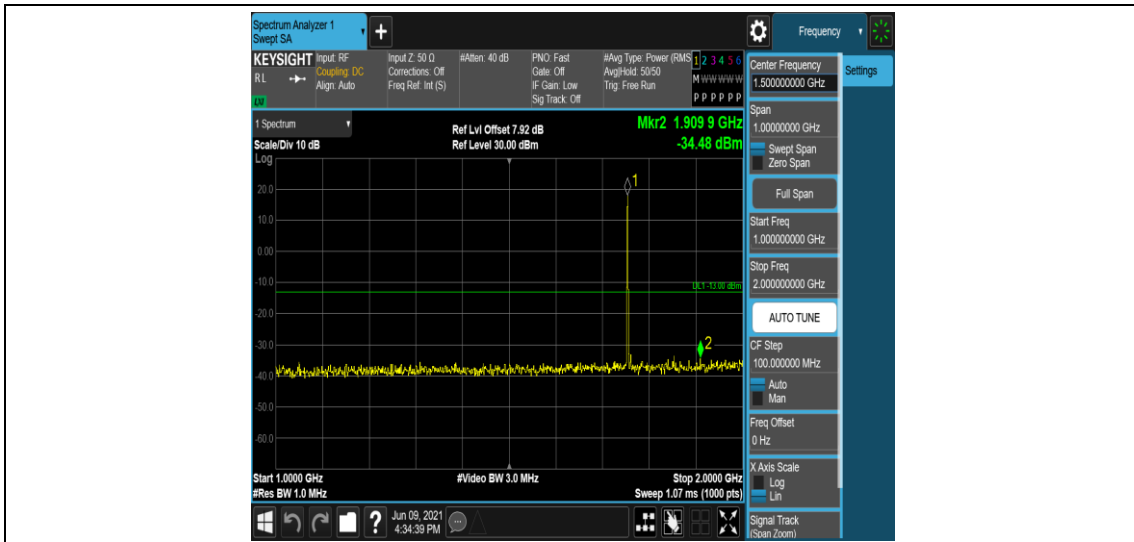 Spectrum Analyzer 1
Swept SA
+
Frequency
KEYSIGHT
RL
LXI
Input: RF
Coupling: DC
Align: Auto
Input Z: 50 Ω
Corrections: Off
Freq Ref: Int (S)
#Atten: 40 dB
PNO: Fast
Gate: Off
IF Gain: Low
Sig Track: Off
#Avg Type: Power (RMS
Avg|Hold: 50/50
Trig: Free Run
1 2 3 4 5 6
M W W W W W
P P P P P P
1 Spectrum
Scale/Div 10 dB
Log
Ref Lvl Offset 7.92 dB
Ref Level 30.00 dBm
Mkr2 1.909 9 GHz
-34.48 dBm
1
20.0
10.0
0.00
-10.0
DL1 -13.00 dBm
-20.0
-30.0
2
-40.0
-50.0
-60.0
Start 1.0000 GHz
#Res BW 1.0 MHz
#Video BW 3.0 MHz
Stop 2.0000 GHz
Sweep 1.07 ms (1000 pts)
?
Jun 09, 2021
4:34:39 PM
Center Frequency
1.500000000 GHz
Settings
Span
1.00000000 GHz
Swept Span
Zero Span
Full Span
Start Freq
1.000000000 GHz
Stop Freq
2.000000000 GHz
AUTO TUNE
CF Step
100.000000 MHz
Auto
Man
Freq Offset
0 Hz
X Axis Scale
Log
Lin
Signal Track
(Span Zoom)